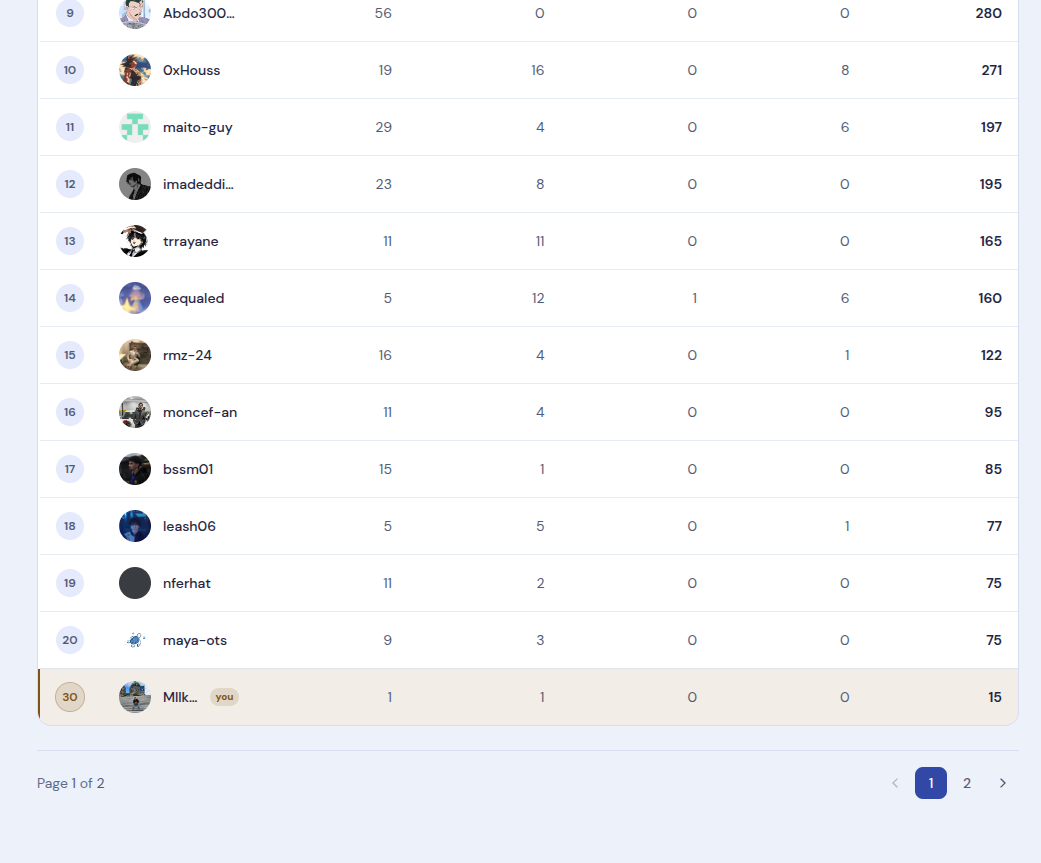 9 Abdo300... 56 0 0 0 280
10 0xHouss 19 16 0 8 271
11 maito-guy 29 4 0 6 197
12 imadeddi... 23 8 0 0 195
13 trrayane 11 11 0 0 165
14 eequaled 5 12 1 6 160
15 rmz-24 16 4 0 1 122
16 moncef-an 11 4 0 0 95
17 bssm01 15 1 0 0 85
18 leash06 5 5 0 1 77
19 nferhat 11 2 0 0 75
20 maya-ots 9 3 0 0 75
30 MIlk... you 1 1 0 0 15
Page 1 of 2 < 1 2 >